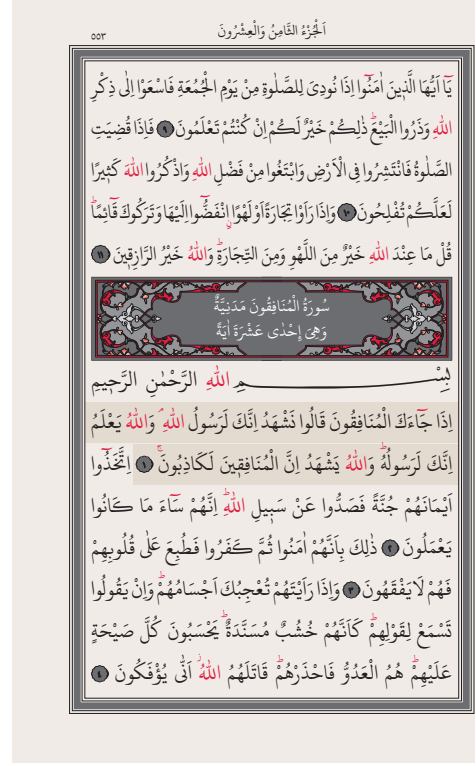 اَلْجُزْءُ الثَّامِنُ وَالْعِشْرُونَ
٥٥٣
يَٓا اَيُّهَا الَّذ۪ينَ اٰمَنُٓوا اِذَا نُودِيَ لِلصَّلٰوةِ مِنْ يَوْمِ الْجُمُعَةِ فَاسْعَوْا اِلٰى ذِكْرِ
اللّٰهِ وَذَرُوا الْبَيْعَۜ ذٰلِكُمْ خَيْرٌ لَكُمْ اِنْ كُنْتُمْ تَعْلَمُونَ ٩ فَاِذَا قُضِيَتِ
الصَّلٰوةُ فَانْتَشِرُوا فِي الْاَرْضِ وَابْتَغُوا مِنْ فَضْلِ اللّٰهِ وَاذْكُرُوا اللّٰهَ كَث۪يرًا
لَعَلَّكُمْ تُفْلِحُونَ ١٠ وَاِذَا رَاَوْا تِجَارَةً اَوْ لَهْوًاۨ انْفَضُّٓوا اِلَيْهَا وَتَرَكُوكَ قَٓائِمًاۜ
قُلْ مَا عِنْدَ اللّٰهِ خَيْرٌ مِنَ اللَّهْوِ وَمِنَ التِّجَارَةِۜ وَاللّٰهُ خَيْرُ الرَّازِق۪ينَ ١١
سُورَةُ الْمُنَافِقُونَ مَدَنِيَّةٌ
وَهِيَ اِحْدٰى عَشْرَةَ اٰيَةً
بِسْمِ اللّٰهِ الرَّحْمٰنِ الرَّح۪يمِ
اِذَا جَٓاءَكَ الْمُنَافِقُونَ قَالُوا نَشْهَدُ اِنَّكَ لَرَسُولُ اللّٰهِۢ وَاللّٰهُ يَعْلَمُ
اِنَّكَ لَرَسُولُهُۜ وَاللّٰهُ يَشْهَدُ اِنَّ الْمُنَافِق۪ينَ لَكَاذِبُونَۚ ١ اِتَّخَذُٓوا
اَيْمَانَهُمْ جُنَّةً فَصَدُّوا عَنْ سَب۪يلِ اللّٰهِۜ اِنَّهُمْ سَٓاءَ مَا كَانُوا
يَعْمَلُونَ ٢ ذٰلِكَ بِاَنَّهُمْ اٰمَنُوا ثُمَّ كَفَرُوا فَطُبِعَ عَلٰى قُلُوبِهِمْ
فَهُمْ لَا يَفْقَهُونَ ٣ وَاِذَا رَاَيْتَهُمْ تُعْجِبُكَ اَجْسَامُهُمْۜ وَاِنْ يَقُولُوا
تَسْمَعْ لِقَوْلِهِمْۜ كَاَنَّهُمْ خُشُبٌ مُسَنَّدَةٌۜ يَحْسَبُونَ كُلَّ صَيْحَةٍ
عَلَيْهِمْۜ هُمُ الْعَدُوُّ فَاحْذَرْهُمْۜ قَاتَلَهُمُ اللّٰهُۘ اَنّٰى يُؤْفَكُونَ ٤